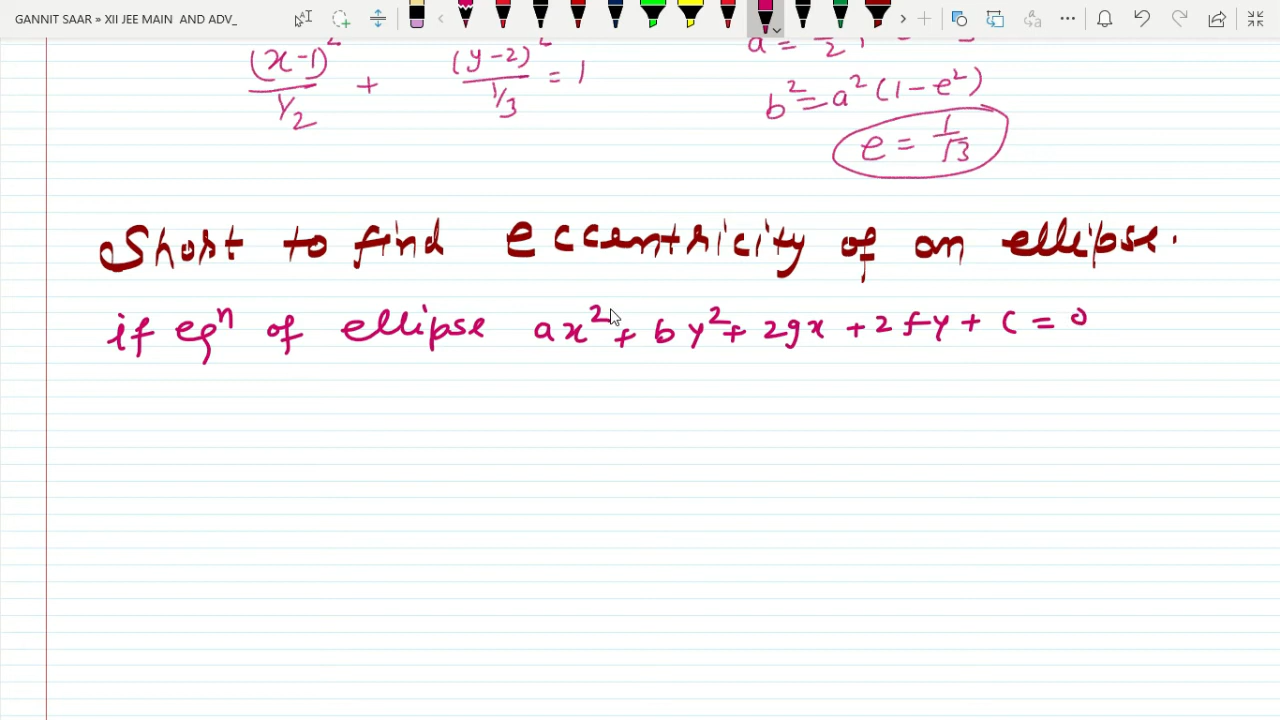 GANNIT SAAR » XII JEE MAIN AND ADV_
(x-1)²/1/2 + (y-2)²/1/3 = 1
a = /2,
b² = a²(1-e²)
e = 1/√3
Short to find eccentricity of an ellipse.
if eqⁿ of ellipse ax² + by² + 2gx + 2fy + c = 0